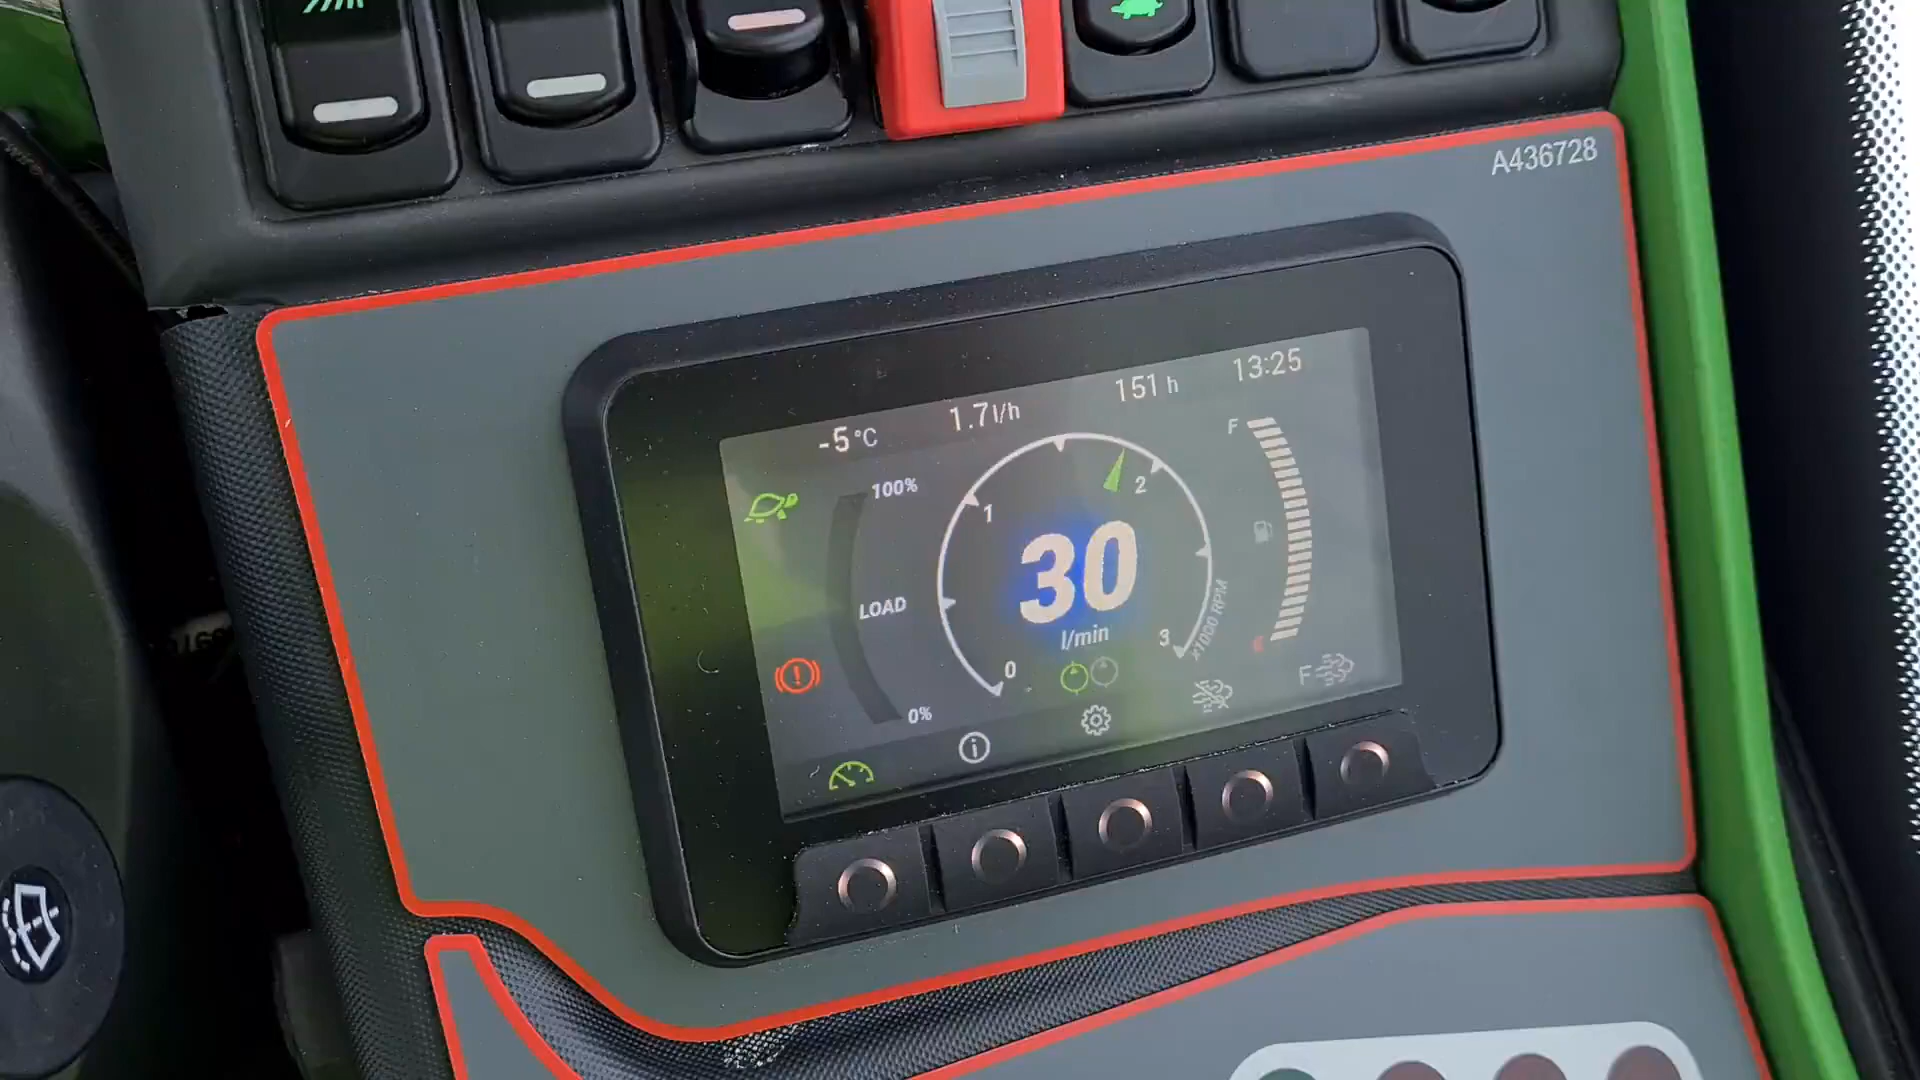 A436728
-5 °C
1.7 l/h
151 h
13:25
100%
LOAD
0%
0
1
2
3
x1000 RPM
30
l/min
F
F